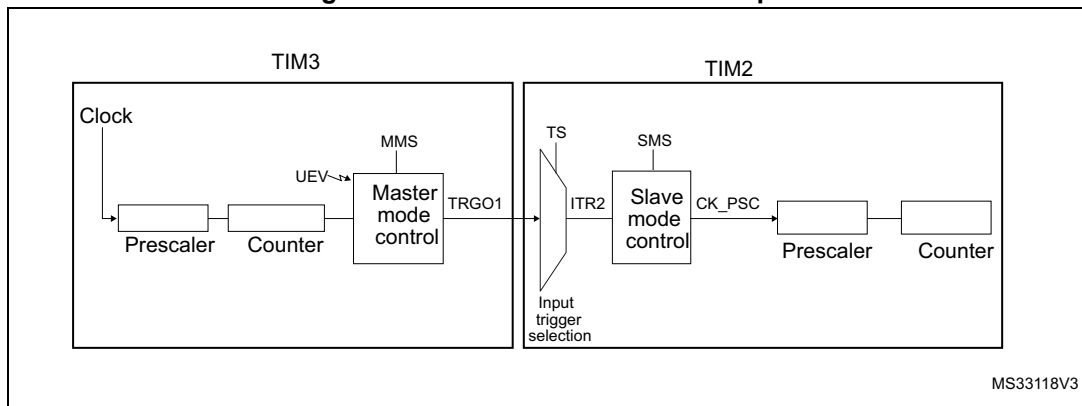 TIM3
TIM2
Clock
MMS
UEV
Master
mode
control
TRGO1
Prescaler
Counter
TS
ITR2
Input
trigger
selection
SMS
Slave
mode
control
CK_PSC
Prescaler
Counter
MS33118V3